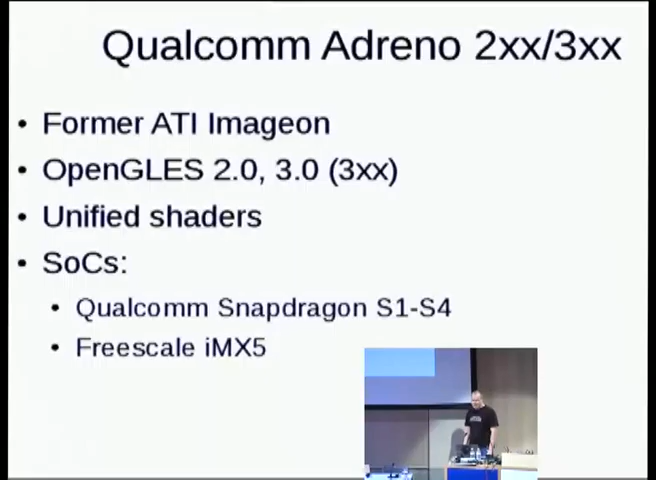 Qualcomm Adreno 2xx/3xx
• Former ATI Imageon
• OpenGLES 2.0, 3.0 (3xx)
• Unified shaders
• SoCs:
• Qualcomm Snapdragon S1-S4
• Freescale iMX5